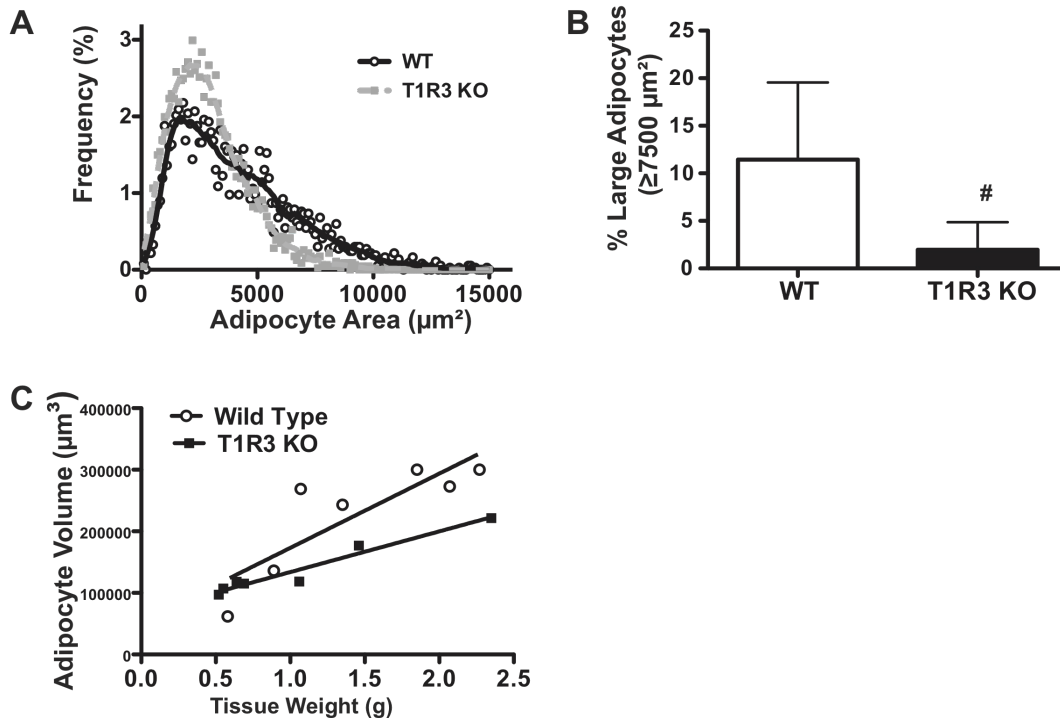 A
Frequency (%)
3
2
1
0
WT
T1R3 KO
0
5000
10000
15000
Adipocyte Area (µm²)
B
% Large Adipocytes
(≥7500 µm²)
25
20
15
10
5
0
#
WT
T1R3 KO
C
Adipocyte Volume (µm³)
400000
300000
200000
100000
0
Wild Type
T1R3 KO
0.0
0.5
1.0
1.5
2.0
2.5
Tissue Weight (g)